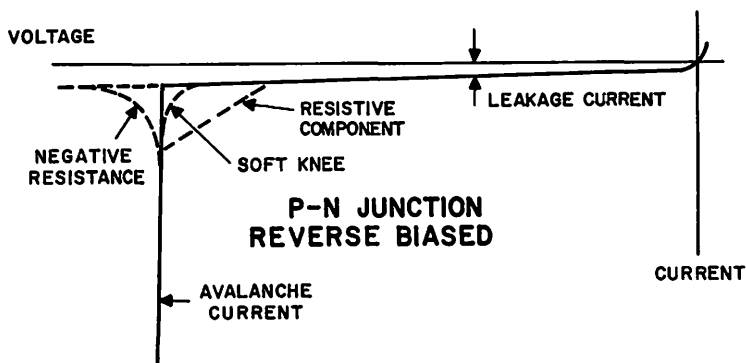 VOLTAGE
LEAKAGE CURRENT
RESISTIVE
COMPONENT
NEGATIVE
RESISTANCE
SOFT KNEE
P-N JUNCTION
REVERSE BIASED
CURRENT
AVALANCHE
CURRENT